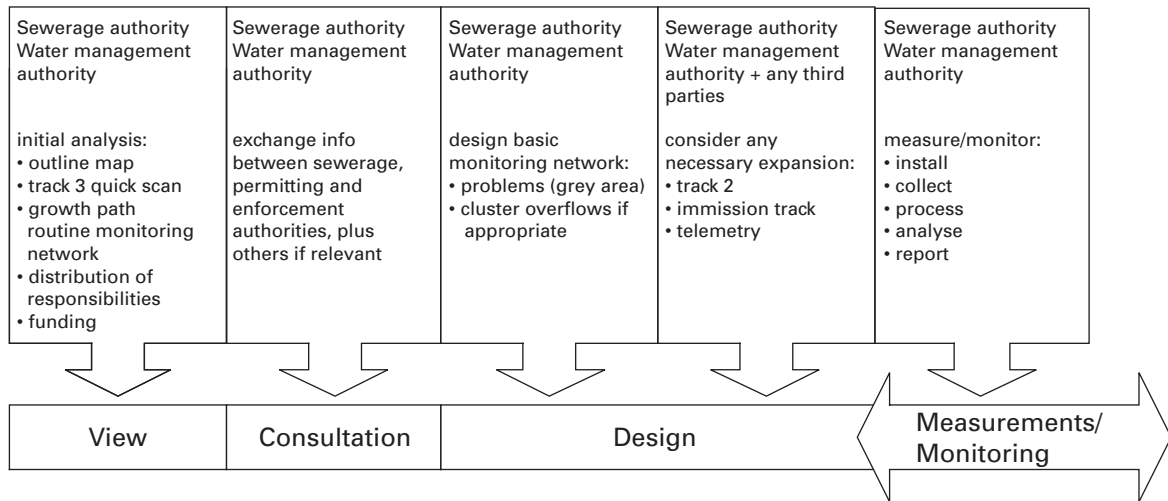 Sewerage authority
Water management
authority
initial analysis:
• outline map
• track 3 quick scan
• growth path
routine monitoring
network
• distribution of
responsibilities
• funding
Sewerage authority
Water management
authority
exchange info
between sewerage,
permitting and
enforcement
authorities, plus
others if relevant
Sewerage authority
Water management
authority
design basic
monitoring network:
• problems (grey area)
• cluster overflows if
appropriate
Sewerage authority
Water management
authority + any third
parties
consider any
necessary expansion:
• track 2
• immission track
• telemetry
Sewerage authority
Water management
authority
measure/monitor:
• install
• collect
• process
• analyse
• report
View
Consultation
Design
Measurements/
Monitoring